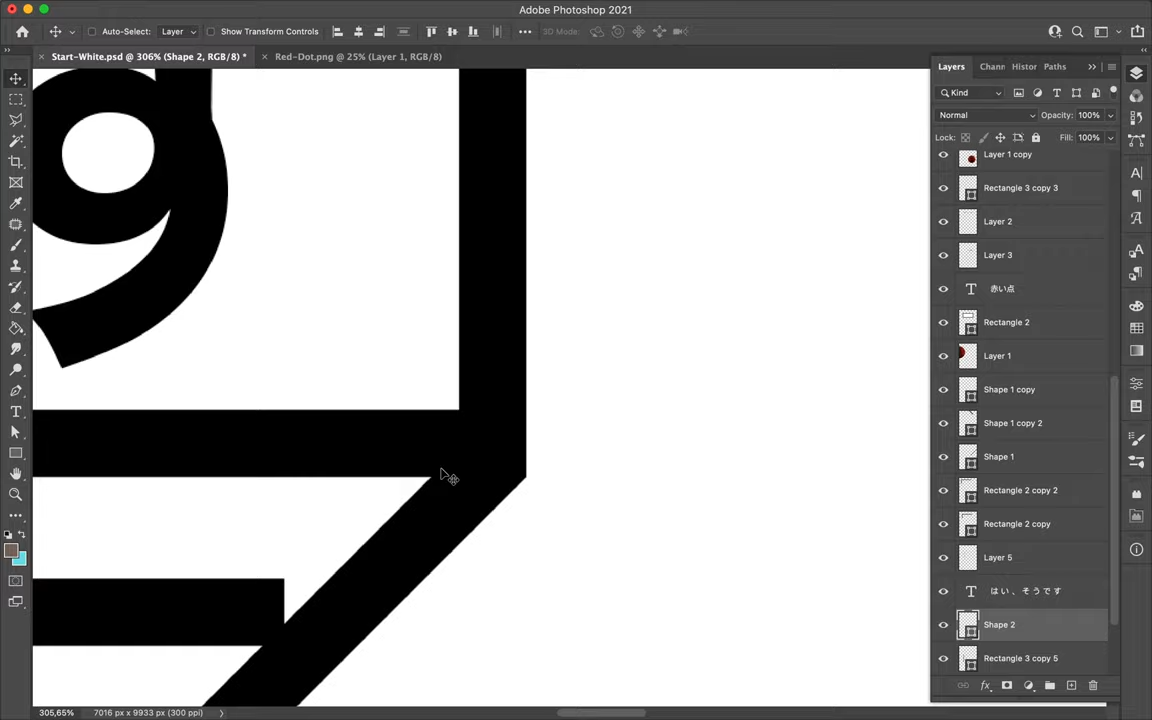 Adobe Photoshop 2021
Auto-Select: Layer Show Transform Controls 3D Mode:
Start-White.psd @ 306% (Shape 2, RGB/8) * Red-Dot.png @ 25% (Layer 1, RGB/8)
Layers Chann Histor Paths
Kind
Normal Opacity: 100%
Lock: Fill: 100%
Layer 1 copy
Rectangle 3 copy 3
Layer 2
Layer 3
赤い点
Rectangle 2
Layer 1
Shape 1 copy
Shape 1 copy 2
Shape 1
Rectangle 2 copy 2
Rectangle 2 copy
Layer 5
はい、そうです
Shape 2
Rectangle 3 copy 5
305,65% 7016 px x 9933 px (300 ppi)